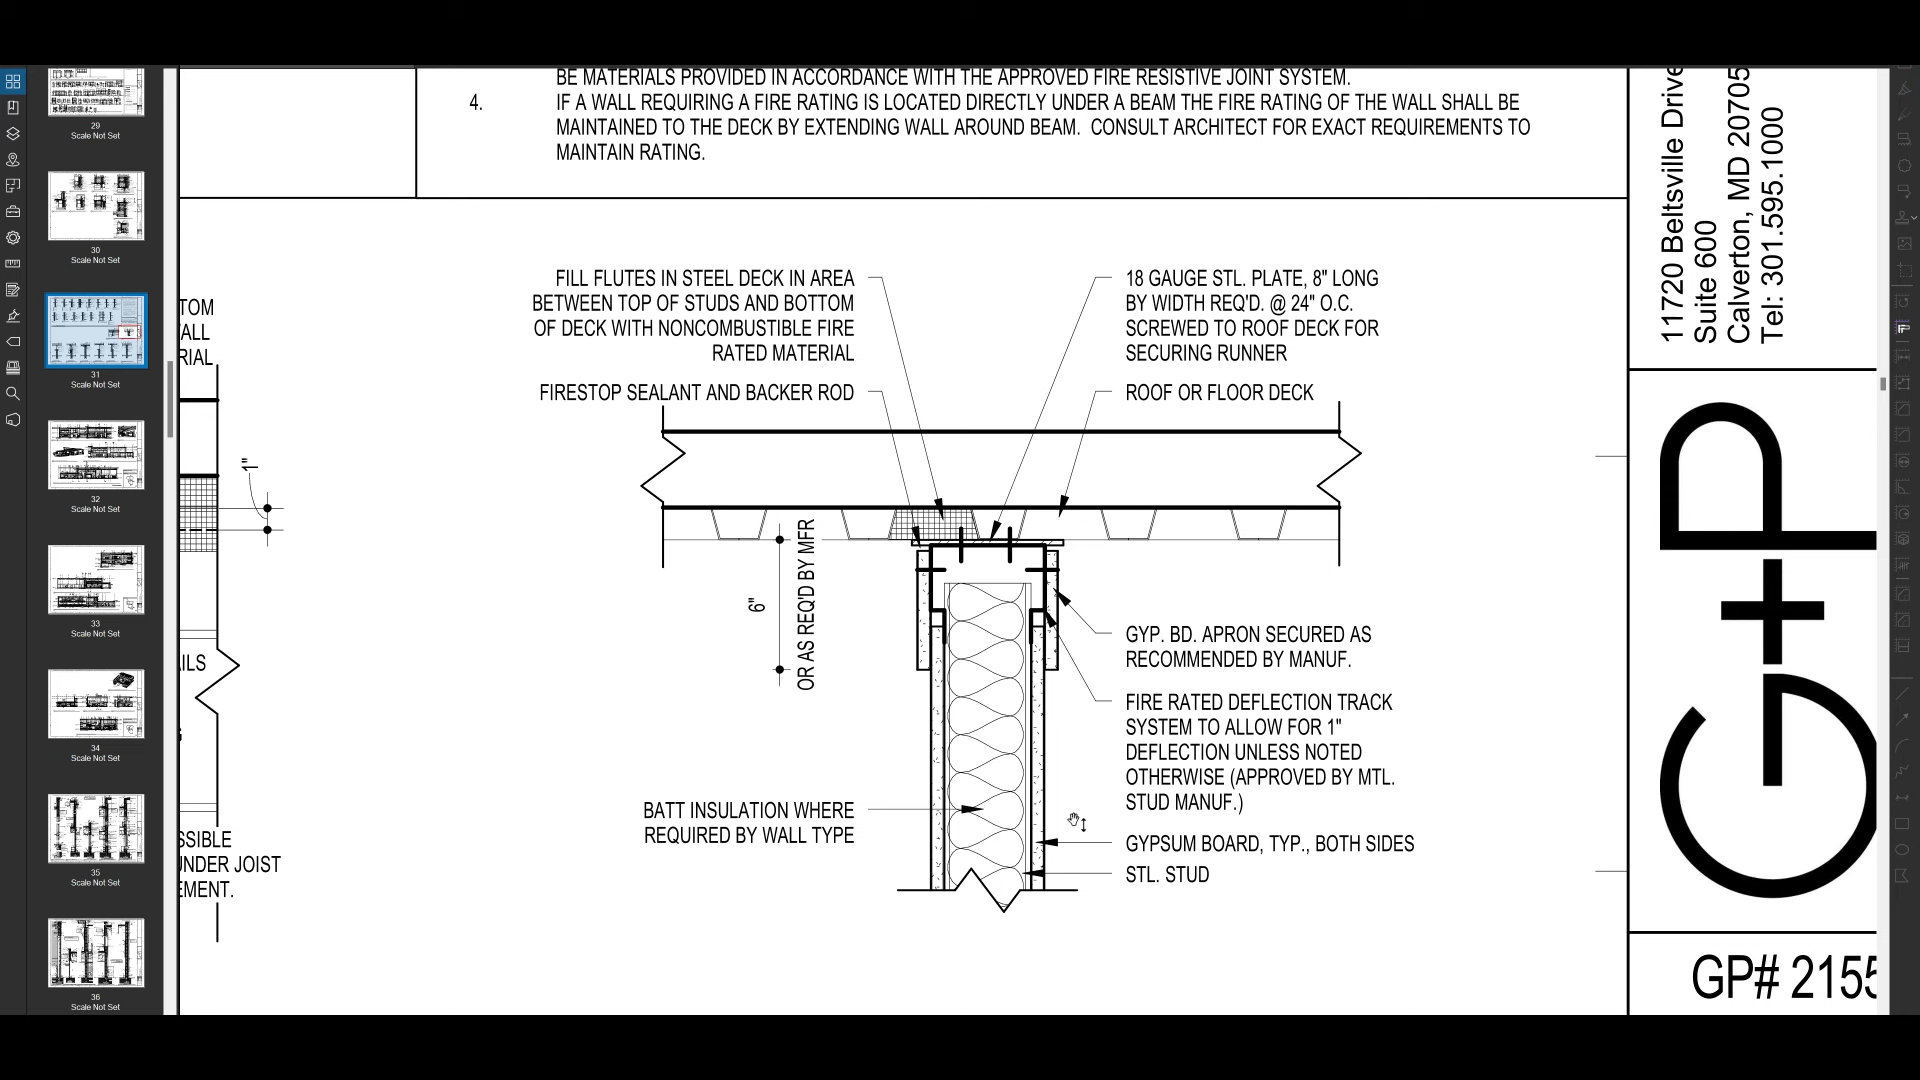 BE MATERIALS PROVIDED IN ACCORDANCE WITH THE APPROVED FIRE RESISTIVE JOINT SYSTEM.
4. IF A WALL REQUIRING A FIRE RATING IS LOCATED DIRECTLY UNDER A BEAM THE FIRE RATING OF THE WALL SHALL BE
MAINTAINED TO THE DECK BY EXTENDING WALL AROUND BEAM. CONSULT ARCHITECT FOR EXACT REQUIREMENTS TO
MAINTAIN RATING.
FILL FLUTES IN STEEL DECK IN AREA
BETWEEN TOP OF STUDS AND BOTTOM
OF DECK WITH NONCOMBUSTIBLE FIRE
RATED MATERIAL
FIRESTOP SEALANT AND BACKER ROD
18 GAUGE STL. PLATE, 8" LONG
BY WIDTH REQ'D. @ 24" O.C.
SCREWED TO ROOF DECK FOR
SECURING RUNNER
ROOF OR FLOOR DECK
6"
OR AS REQ'D BY MFR
GYP. BD. APRON SECURED AS
RECOMMENDED BY MANUF.
FIRE RATED DEFLECTION TRACK
SYSTEM TO ALLOW FOR 1"
DEFLECTION UNLESS NOTED
OTHERWISE (APPROVED BY MTL.
STUD MANUF.)
BATT INSULATION WHERE
REQUIRED BY WALL TYPE
GYPSUM BOARD, TYP., BOTH SIDES
STL. STUD
TOM
ALL
RIAL
1"
ILS
SSIBLE
UNDER JOIST
EMENT.
11720 Beltsville Drive
Suite 600
Calverton, MD 20705
Tel: 301.595.1000
G+P
GP# 2155
29
Scale Not Set
30
Scale Not Set
31
Scale Not Set
32
Scale Not Set
33
Scale Not Set
34
Scale Not Set
35
Scale Not Set
36
Scale Not Set